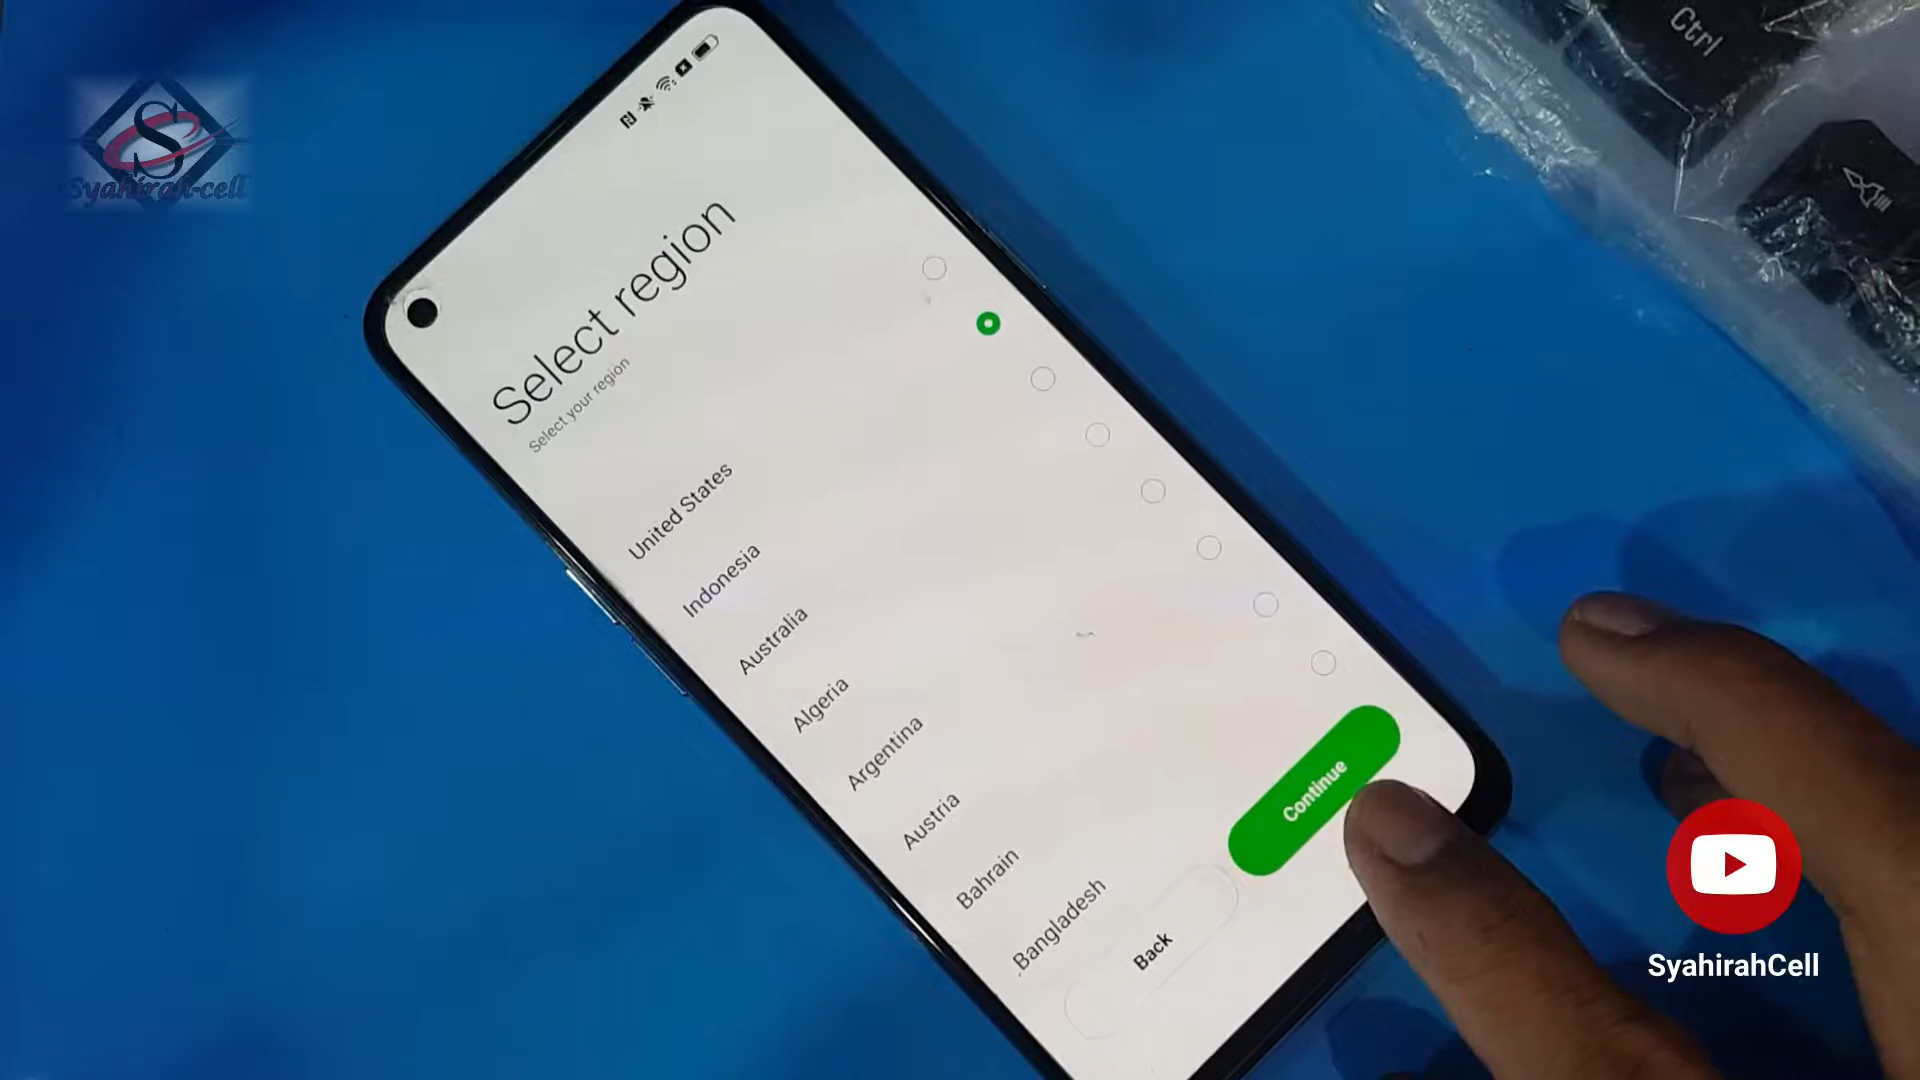 Syahirah-cell
Ctrl
Select region
Select your region
United States
Indonesia
Australia
Algeria
Argentina
Austria
Bahrain
Bangladesh
Continue
Back
SyahirahCell